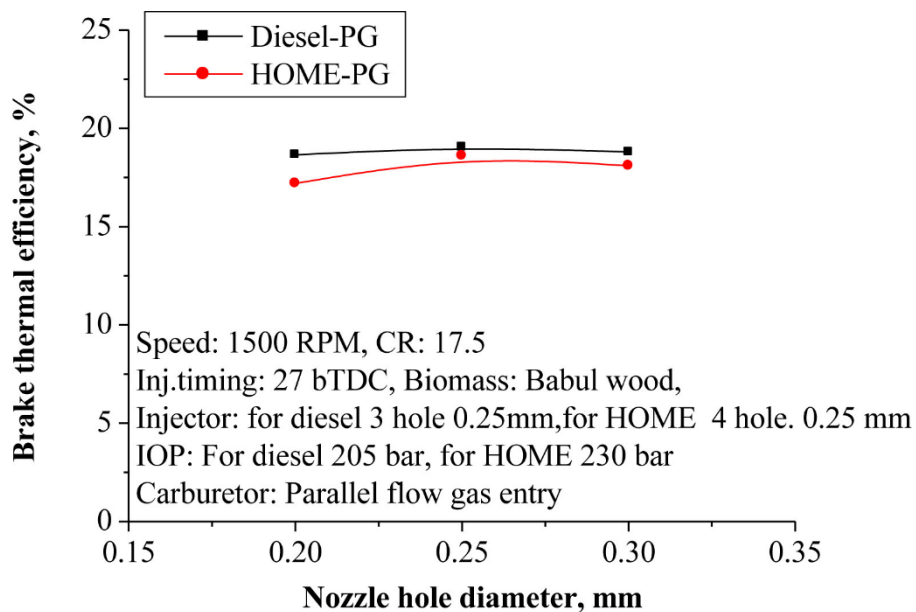 Diesel-PG
HOME-PG
Brake thermal efficiency, %
25
20
15
10
5
0
Speed: 1500 RPM, CR: 17.5
Inj.timing: 27 bTDC, Biomass: Babul wood,
Injector: for diesel 3 hole 0.25mm,for HOME  4 hole. 0.25 mm
IOP: For diesel 205 bar, for HOME 230 bar
Carburetor: Parallel flow gas entry
0.15 0.20 0.25 0.30 0.35
Nozzle hole diameter, mm